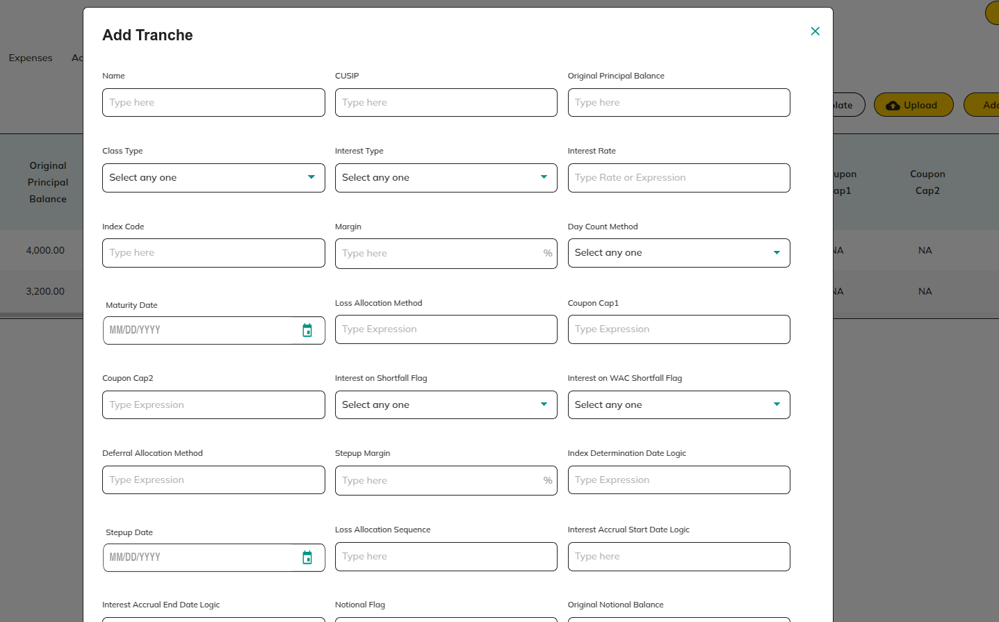 Add Tranche
Expenses
Name
CUSIP
Original Principal Balance
Type here
Type here
Type here
Upload
Class Type
Interest Type
Interest Rate
Original
Principal
Balance
Select any one
Select any one
Type Rate or Expression
Coupon
Cap2
Index Code
Margin
Day Count Method
4,000.00
Type here
Type here %
Select any one
NA
NA
3,200.00
NA
NA
Maturity Date
Loss Allocation Method
Coupon Cap1
MM/DD/YYYY
Type Expression
Type Expression
Coupon Cap2
Interest on Shortfall Flag
Interest on WAC Shortfall Flag
Type Expression
Select any one
Select any one
Deferral Allocation Method
Stepup Margin
Index Determination Date Logic
Type Expression
Type here %
Type Expression
Stepup Date
Loss Allocation Sequence
Interest Accrual Start Date Logic
MM/DD/YYYY
Type here
Type here
Interest Accrual End Date Logic
Notional Flag
Original Notional Balance